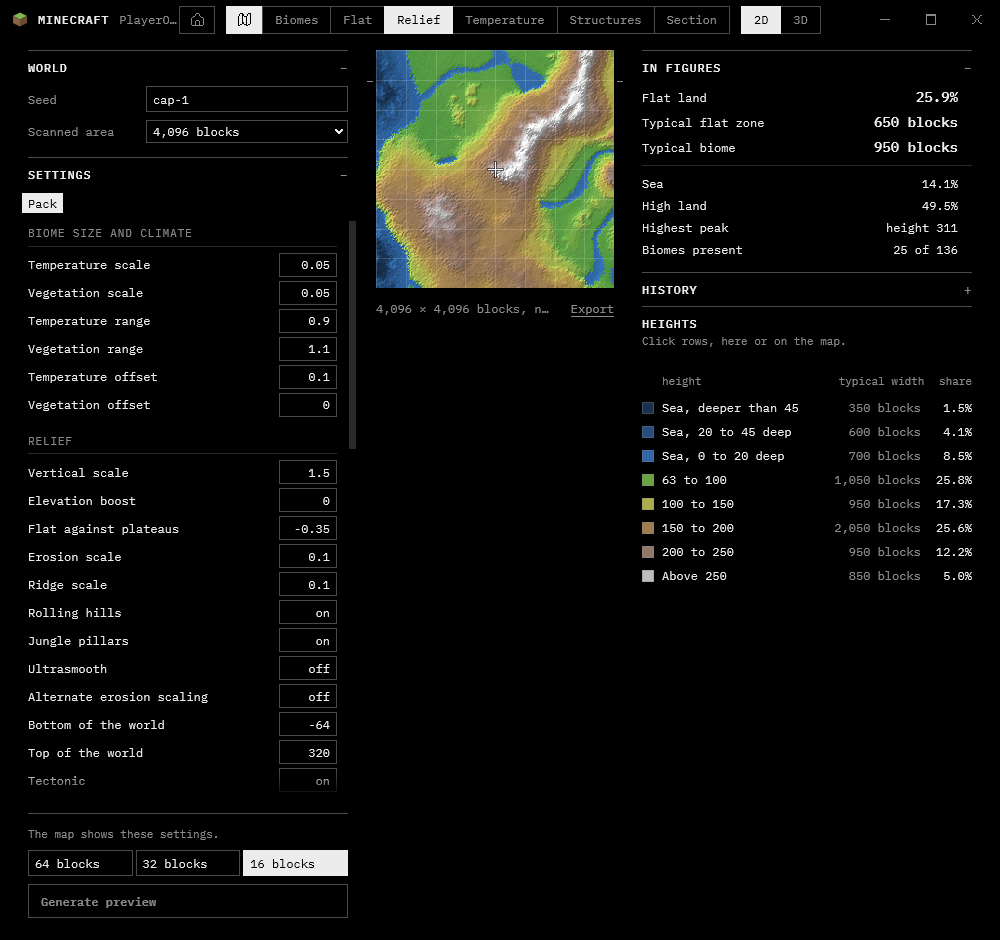 MINECRAFT PlayerO… Biomes Flat Relief Temperature Structures Section 2D 3D
WORLD −
Seed cap-1
Scanned area 4,096 blocks
SETTINGS −
Pack
BIOME SIZE AND CLIMATE
Temperature scale 0.05
Vegetation scale 0.05
Temperature range 0.9
Vegetation range 1.1
Temperature offset 0.1
Vegetation offset 0
RELIEF
Vertical scale 1.5
Elevation boost 0
Flat against plateaus -0.35
Erosion scale 0.1
Ridge scale 0.1
Rolling hills on
Jungle pillars on
Ultrasmooth off
Alternate erosion scaling off
Bottom of the world -64
Top of the world 320
Tectonic on
The map shows these settings.
64 blocks 32 blocks 16 blocks
Generate preview
4,096 × 4,096 blocks, n… Export
IN FIGURES −
Flat land 25.9%
Typical flat zone 650 blocks
Typical biome 950 blocks
Sea 14.1%
High land 49.5%
Highest peak height 311
Biomes present 25 of 136
HISTORY +
HEIGHTS
Click rows, here or on the map.
height typical width share
Sea, deeper than 45 350 blocks 1.5%
Sea, 20 to 45 deep 600 blocks 4.1%
Sea, 0 to 20 deep 700 blocks 8.5%
63 to 100 1,050 blocks 25.8%
100 to 150 950 blocks 17.3%
150 to 200 2,050 blocks 25.6%
200 to 250 950 blocks 12.2%
Above 250 850 blocks 5.0%